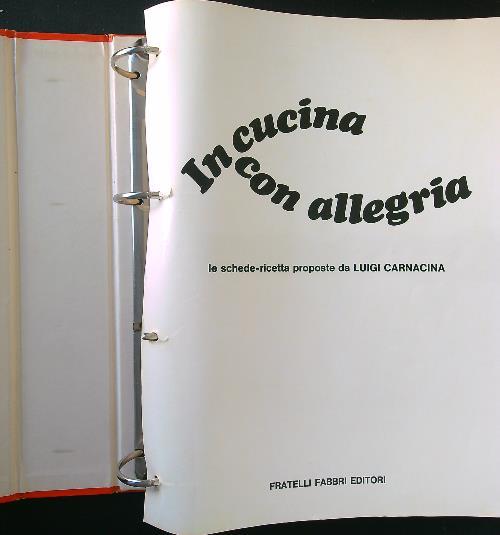 In cucina
con allegria
le schede-ricetta proposte da LUIGI CARNACINA
FRATELLI FABBRI EDITORI